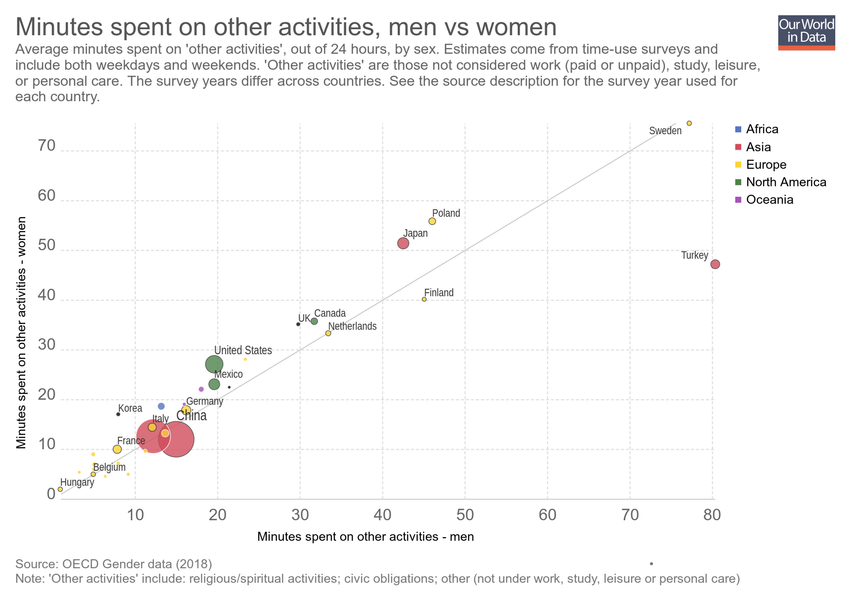 Minutes spent on other activities, men vs women
Our World
in Data
Average minutes spent on 'other activities', out of 24 hours, by sex. Estimates come from time-use surveys and
include both weekdays and weekends. 'Other activities' are those not considered work (paid or unpaid), study, leisure,
or personal care. The survey years differ across countries. See the source description for the survey year used for
each country.
Africa
Asia
Europe
North America
Oceania
Minutes spent on other activities - women
70
60
50
40
30
20
10
0
Sweden
Poland
Japan
Turkey
Finland
UK
Canada
Netherlands
United States
Mexico
Germany
Korea
China
Italy
France
Belgium
Hungary
10
20
30
40
50
60
70
80
Minutes spent on other activities - men
Source: OECD Gender data (2018)
Note: 'Other activities' include: religious/spiritual activities; civic obligations; other (not under work, study, leisure or personal care)